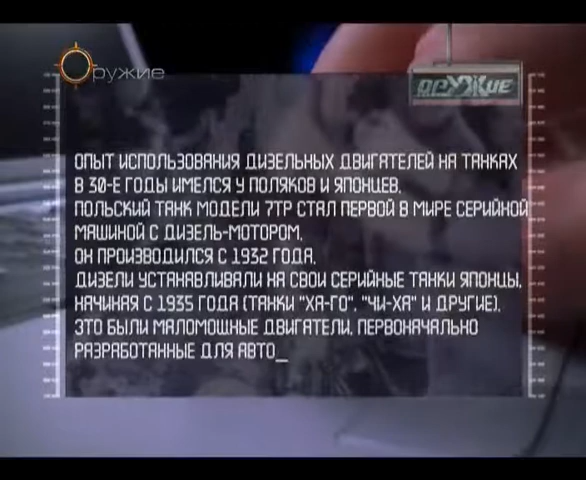 Оружие
ОРУЖИЕ
ОПЫТ ИСПОЛЬЗОВАНИЯ ДИЗЕЛЬНЫХ ДВИГАТЕЛЕЙ НА ТАНКАХ
В 30-Е ГОДЫ ИМЕЛСЯ У ПОЛЯКОВ И ЯПОНЦЕВ.
ПОЛЬСКИЙ ТАНК МОДЕЛИ 7ТР СТАЛ ПЕРВОЙ В МИРЕ СЕРИЙНОЙ
МАШИНОЙ С ДИЗЕЛЬ-МОТОРОМ.
ОН ПРОИЗВОДИЛСЯ С 1932 ГОДА.
ДИЗЕЛИ УСТАНАВЛИВАЛИ НА СВОИ СЕРИЙНЫЕ ТАНКИ ЯПОНЦЫ,
НАЧИНАЯ С 1935 ГОДА (ТАНКИ "ХА-ГО", "ЧИ-ХА" И ДРУГИЕ).
ЭТО БЫЛИ МАЛОМОЩНЫЕ ДВИГАТЕЛИ, ПЕРВОНАЧАЛЬНО
РАЗРАБОТАННЫЕ ДЛЯ АВТО_